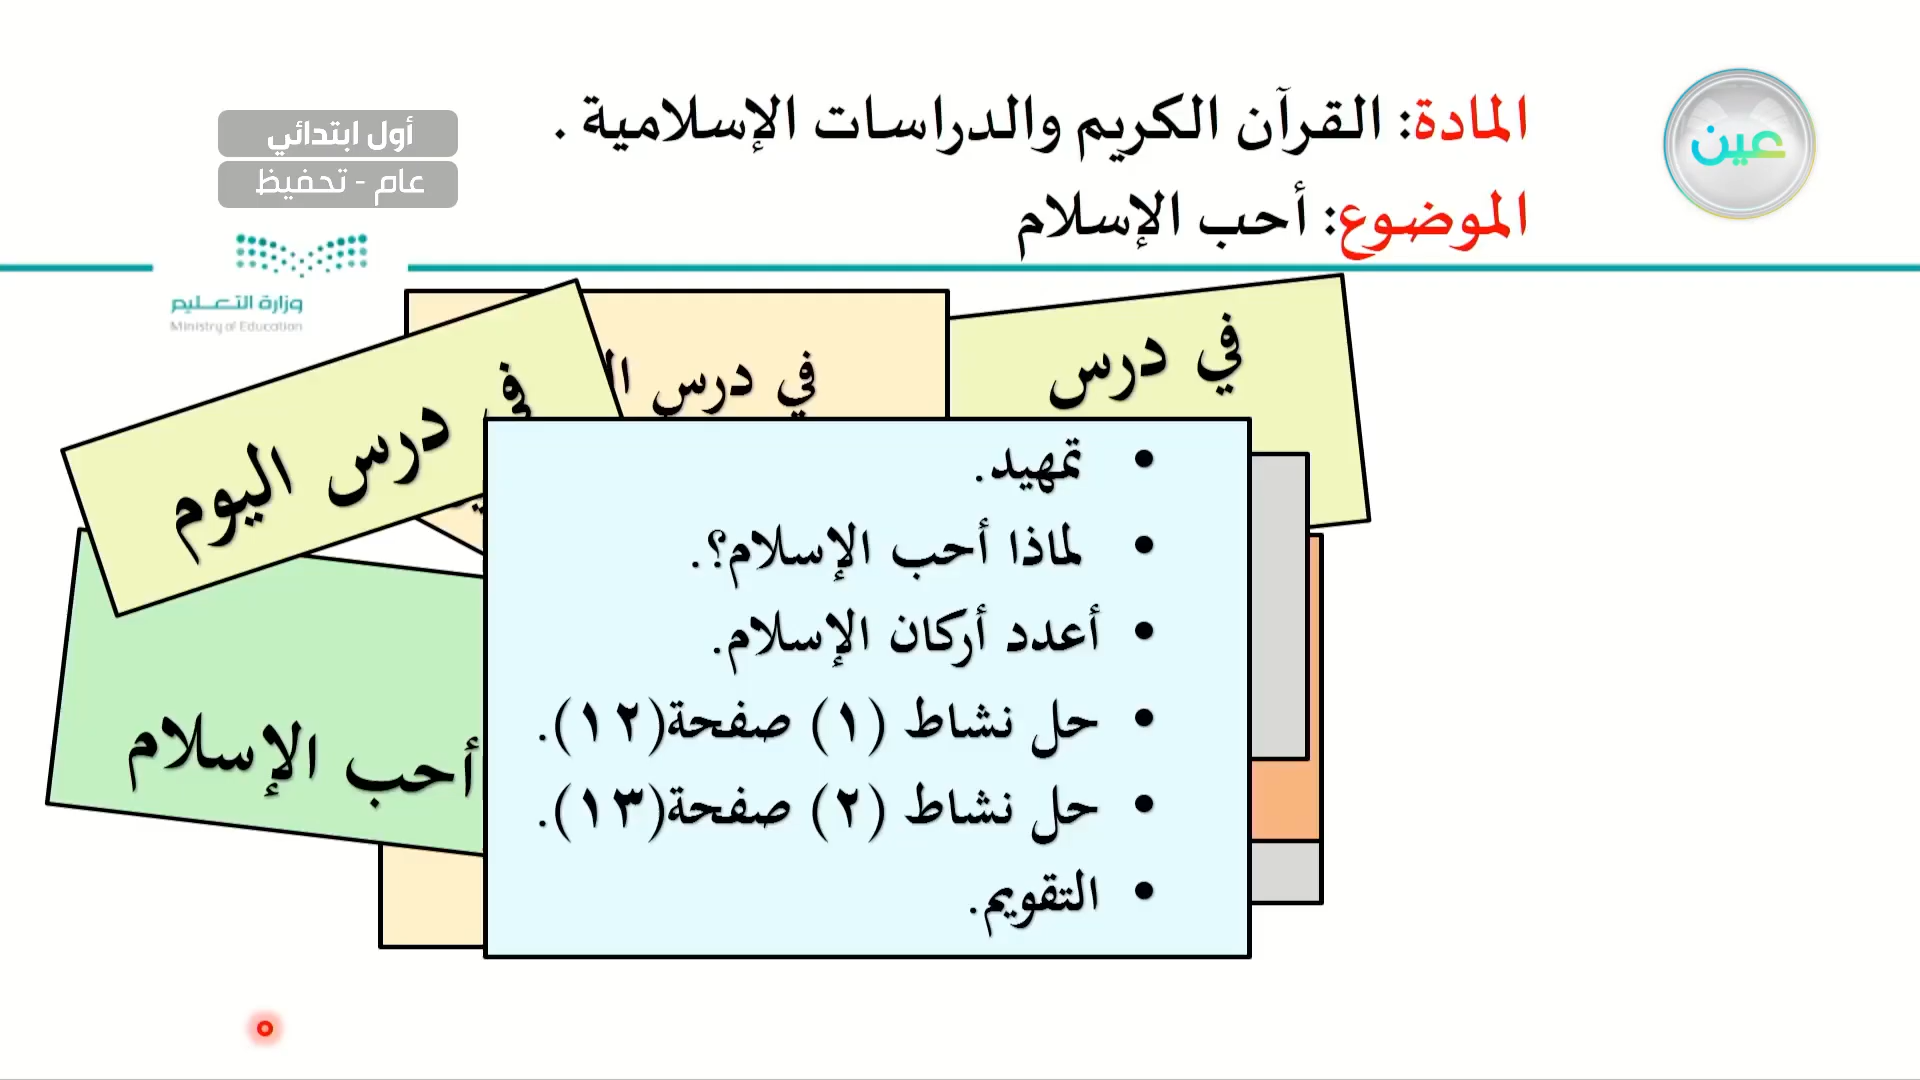 المادة: القرآن الكريم والدراسات الإسلامية .
الموضوع: أحب الإسلام
عين
أول ابتدائي
عام - تحفيظ
وزارة التعليم
Ministry of Education
في درس
في درس
في درس اليوم
أحب الإسلام
• تمهيد.
• لماذا أحب الإسلام؟.
• أعدد أركان الإسلام.
• حل نشاط (١) صفحة(١٢).
• حل نشاط (٢) صفحة(١٣).
• التقويم.